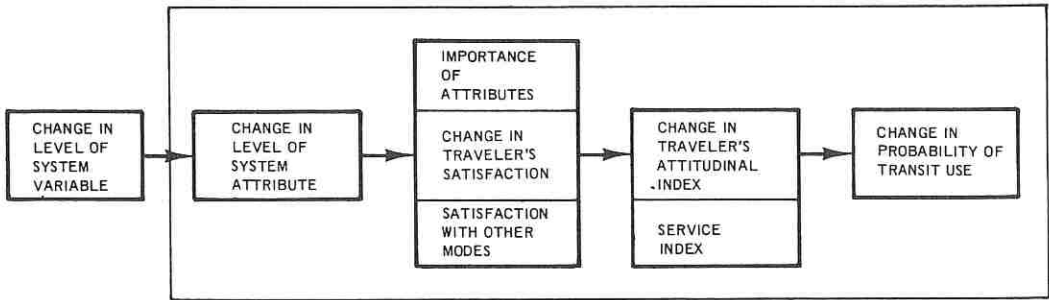 CHANGE IN
LEVEL OF
SYSTEM
VARIABLE
CHANGE IN
LEVEL OF
SYSTEM
ATTRIBUTE
IMPORTANCE
OF
ATTRIBUTES
CHANGE IN
TRAVELER'S
SATISFACTION
SATISFACTION
WITH OTHER
MODES
CHANGE IN
TRAVELER'S
ATTITUDINAL
INDEX
SERVICE
INDEX
CHANGE IN
PROBABILITY OF
TRANSIT USE